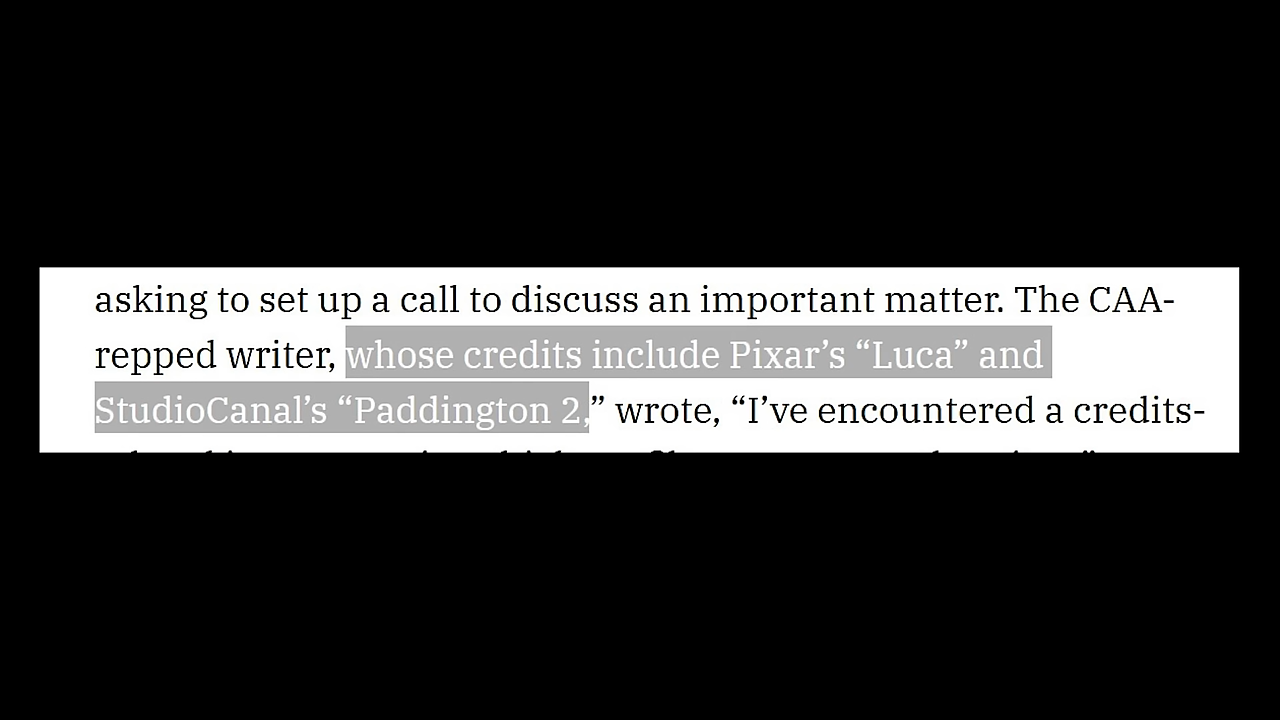 asking to set up a call to discuss an important matter. The CAA-
repped writer, whose credits include Pixar’s “Luca” and
StudioCanal’s “Paddington 2,” wrote, “I’ve encountered a credits-